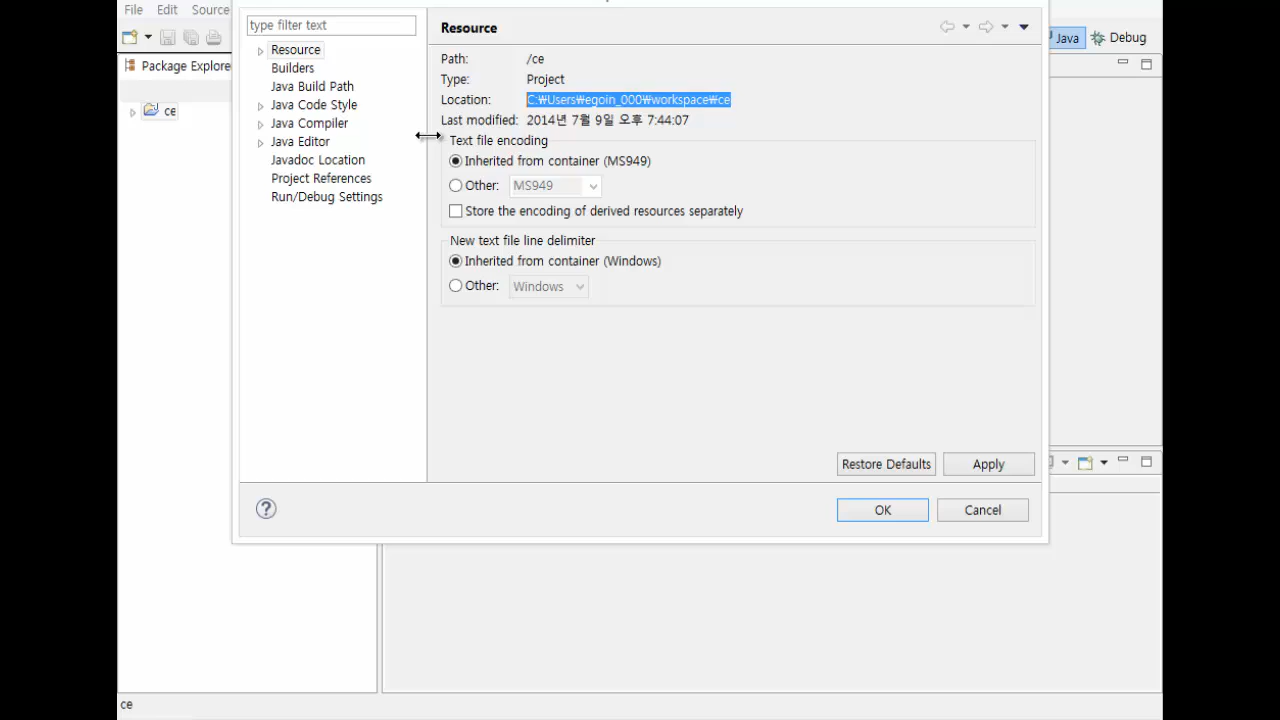 File Edit Source
type filter text
Resource
Java
Debug
Package Explore
ce
Resource
Builders
Java Build Path
Java Code Style
Java Compiler
Java Editor
Javadoc Location
Project References
Run/Debug Settings
Path: /ce
Type: Project
Location: C:₩Users₩egoin_000₩workspace₩ce
Last modified: 2014년 7월 9일 오후 7:44:07
Text file encoding
Inherited from container (MS949)
Other: MS949
Store the encoding of derived resources separately
New text file line delimiter
Inherited from container (Windows)
Other: Windows
Restore Defaults Apply
OK Cancel
ce